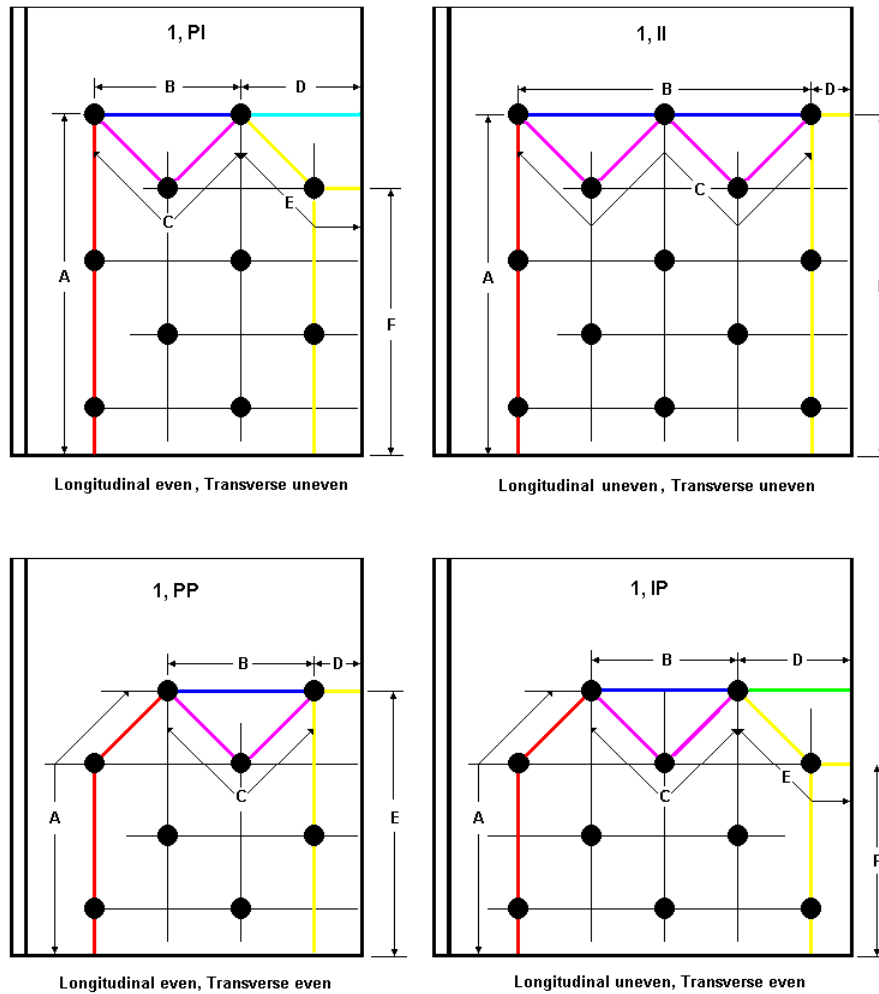 1, PI
1, II
B
D
B
D
C
E
C
A
F
A
Longitudinal even, Transverse uneven
Longitudinal uneven, Transverse uneven
1, PP
1, IP
B
D
B
D
A
C
E
A
C
E
F
Longitudinal even, Transverse even
Longitudinal uneven, Transverse even